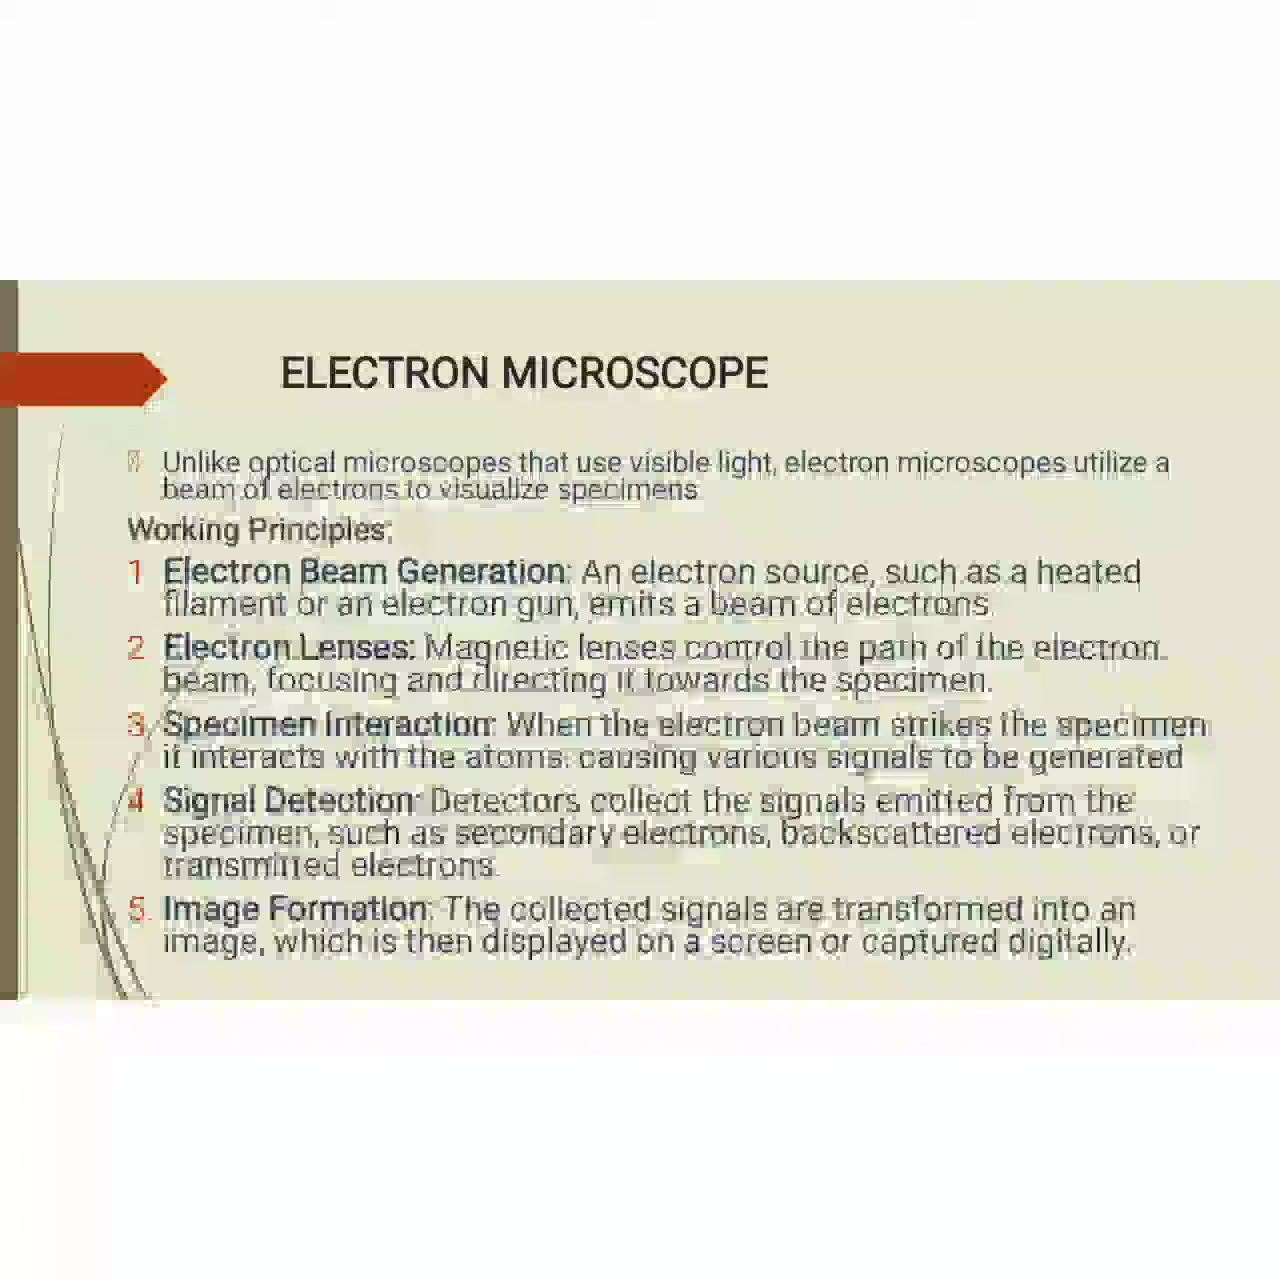 ELECTRON MICROSCOPE
Unlike optical microscopes that use visible light, electron microscopes utilize a
beam of electrons to visualize specimens
Working Principles:
1 Electron Beam Generation: An electron source, such as a heated
filament or an electron gun, emits a beam of electrons.
2 Electron Lenses: Magnetic lenses control the path of the electron
beam, focusing and directing it towards the specimen.
3. Specimen Interaction: When the electron beam strikes the specimen
it interacts with the atoms, causing various signals to be generated
4 Signal Detection: Detectors collect the signals emitted from the
specimen, such as secondary electrons, backscattered electrons, or
transmitted electrons.
5. Image Formation: The collected signals are transformed into an
image, which is then displayed on a screen or captured digitally.